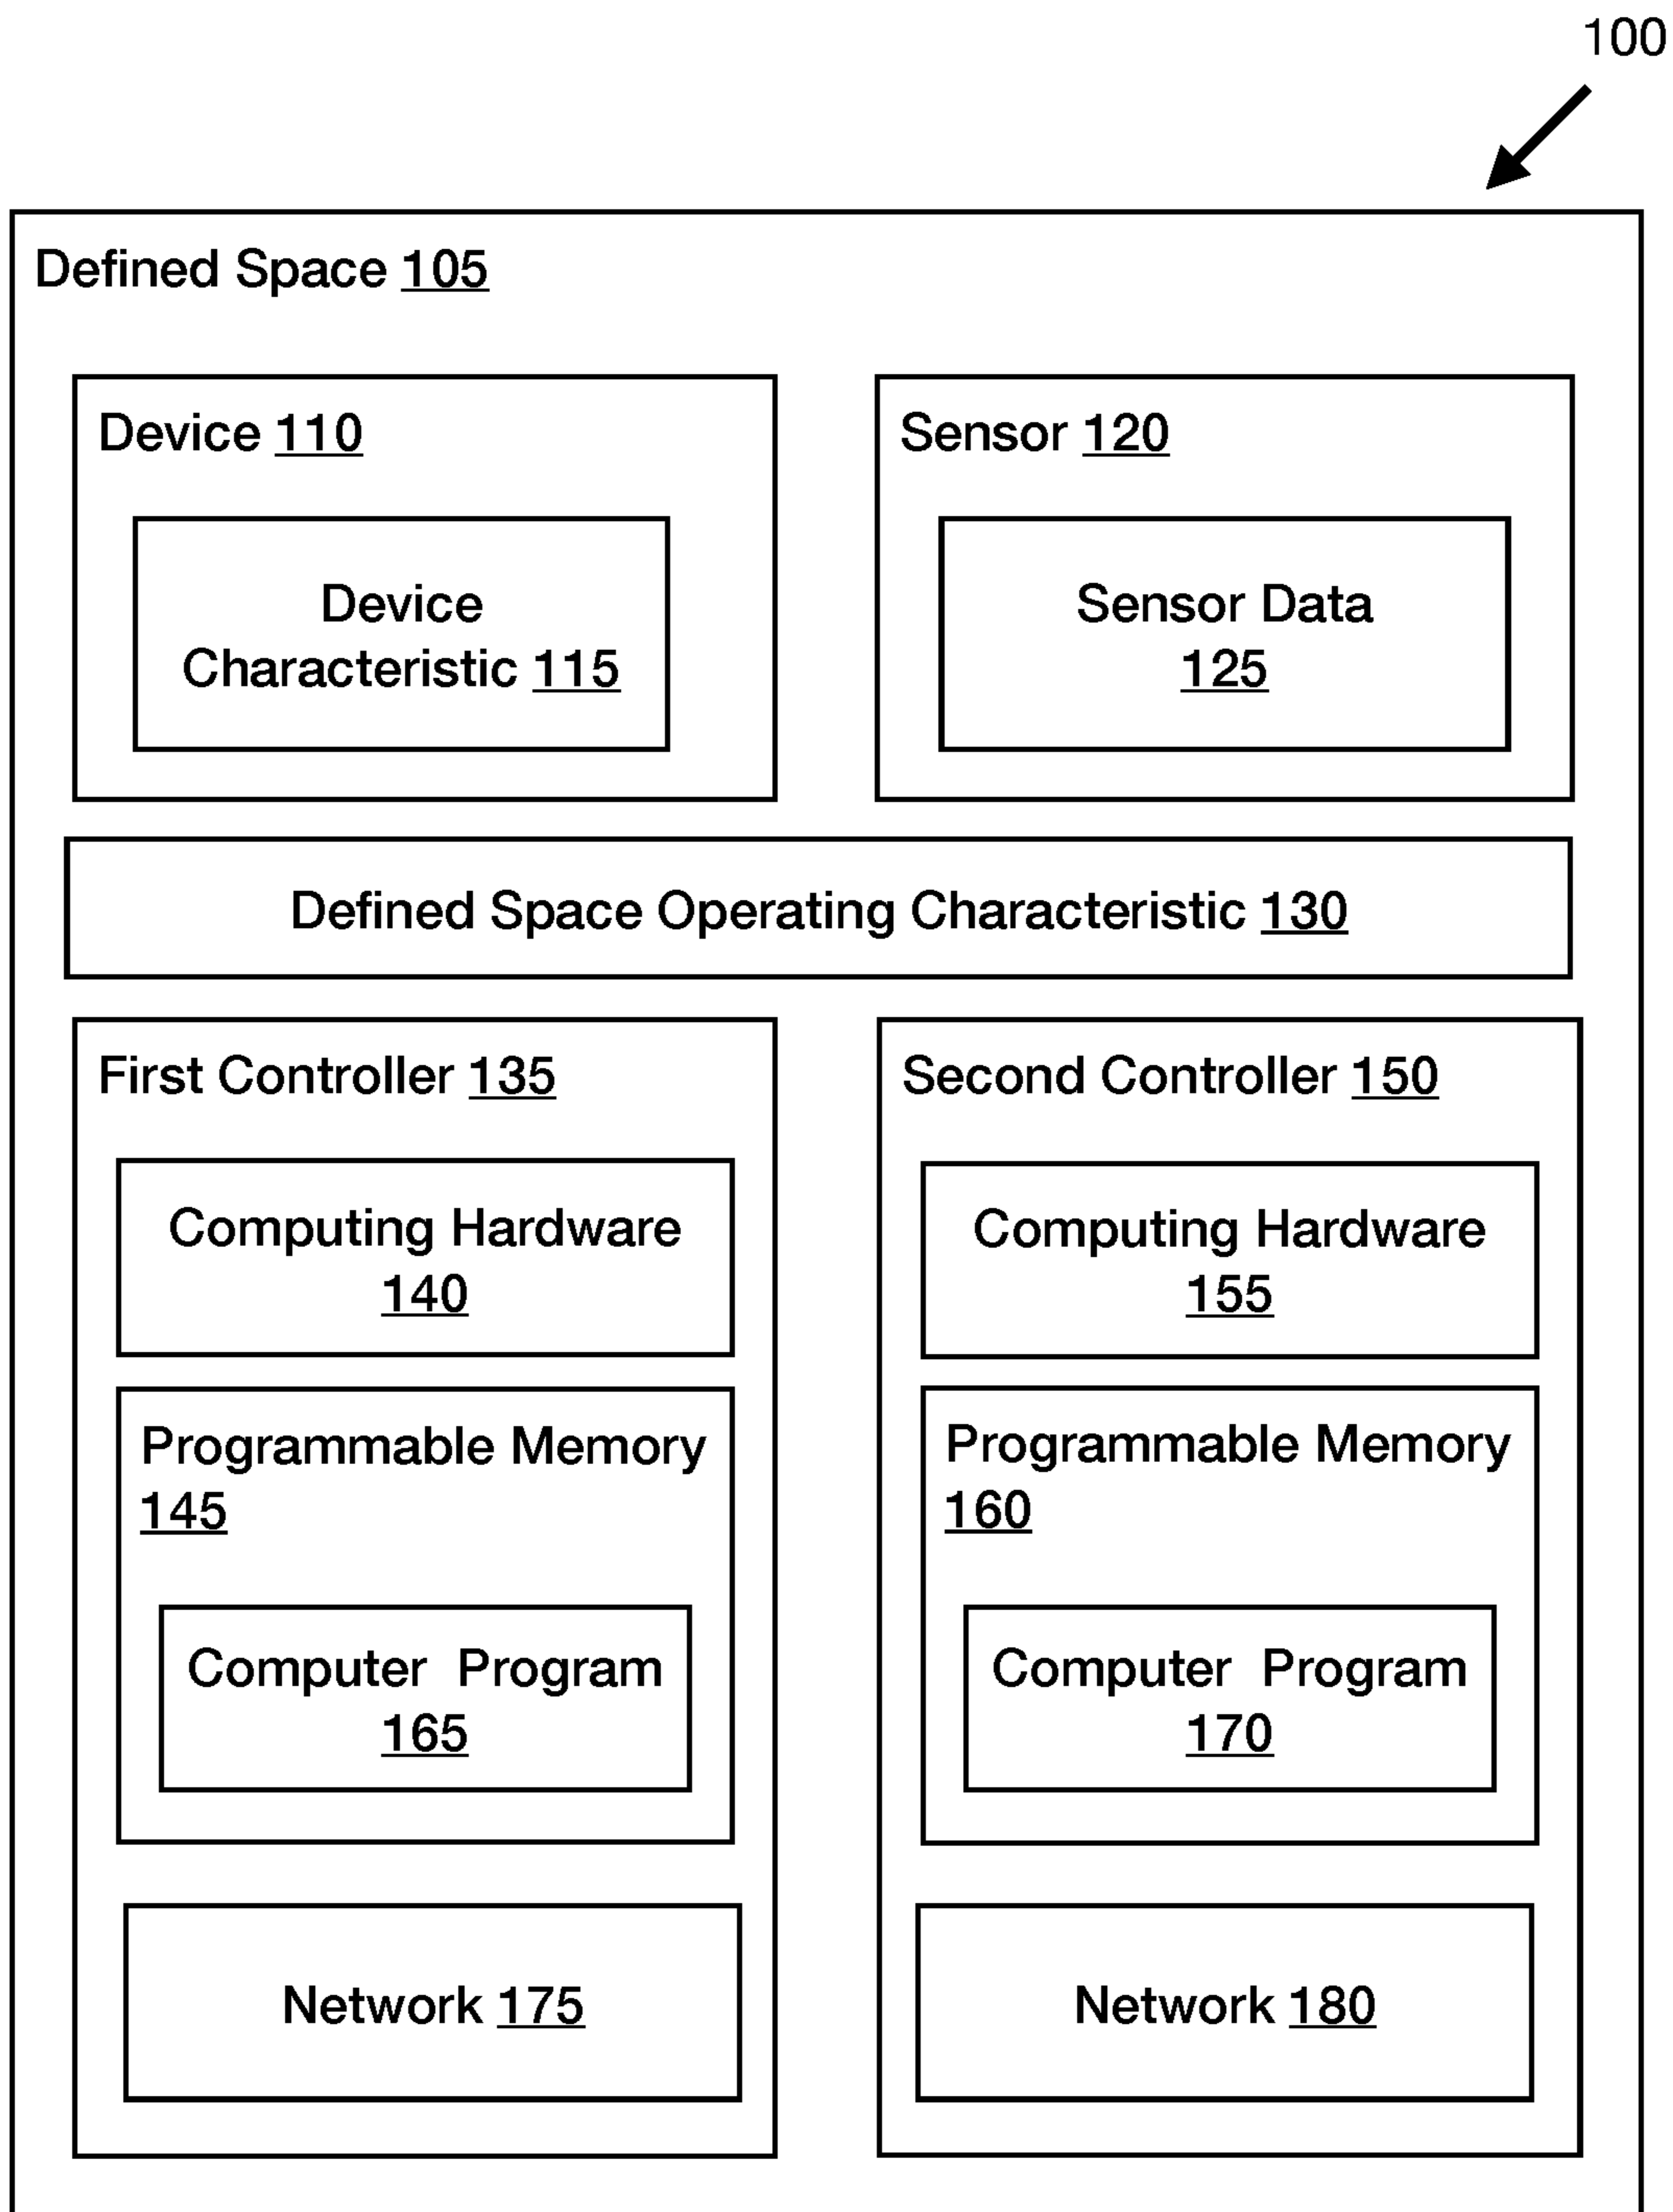 100
Defined Space 105
Device 110
Device
Characteristic 115
Sensor 120
Sensor Data
125
Defined Space Operating Characteristic 130
First Controller 135
Computing Hardware
140
Programmable Memory
145
Computer Program
165
Network 175
Second Controller 150
Computing Hardware
155
Programmable Memory
160
Computer Program
170
Network 180